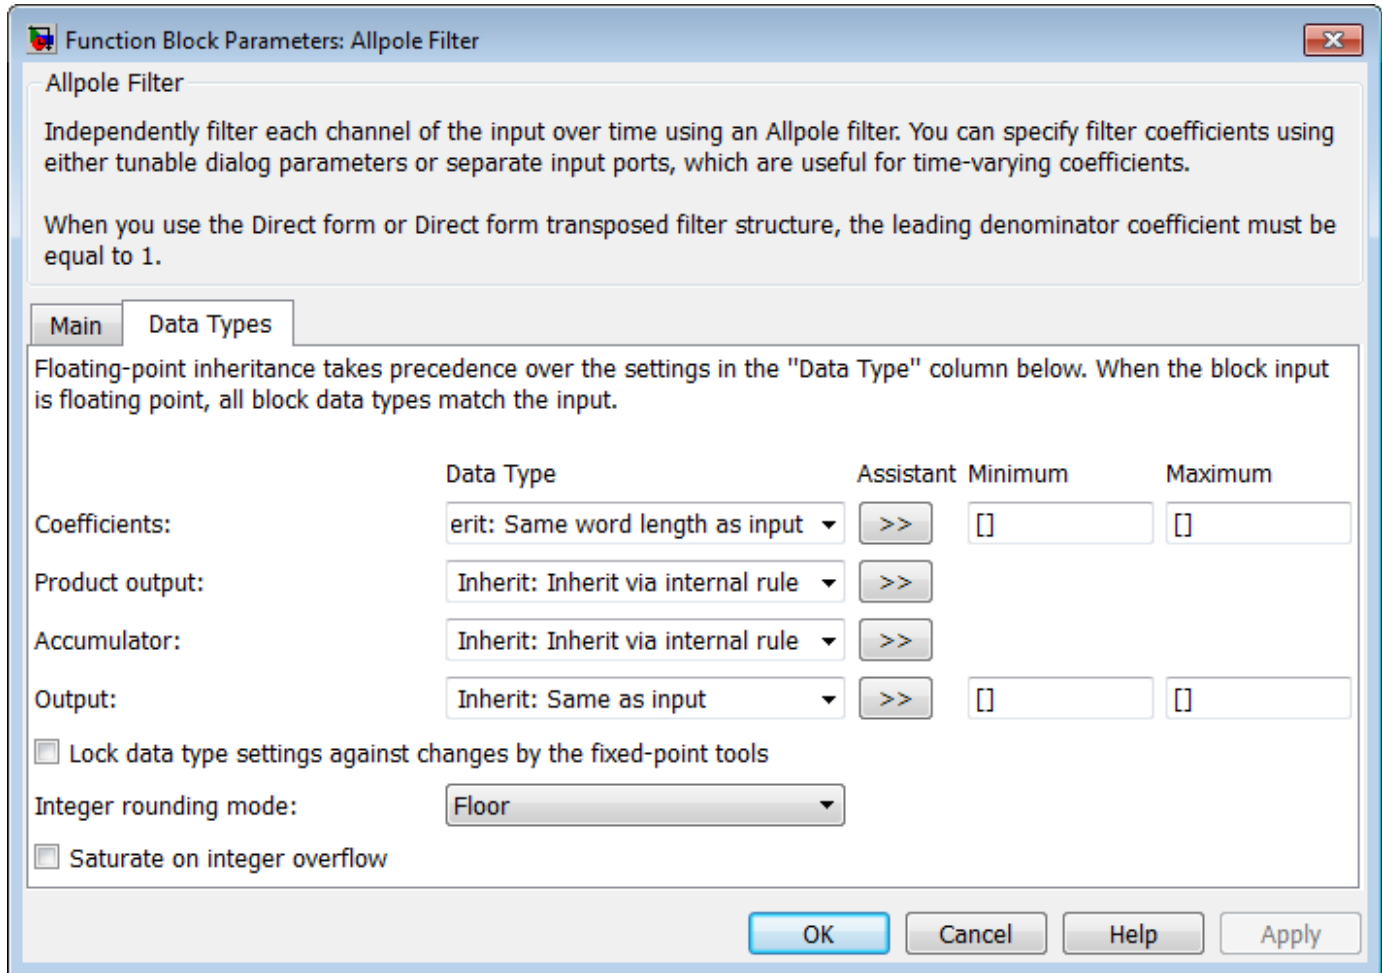 Function Block Parameters: Allpole Filter
Allpole Filter
Independently filter each channel of the input over time using an Allpole filter. You can specify filter coefficients using
either tunable dialog parameters or separate input ports, which are useful for time-varying coefficients.
When you use the Direct form or Direct form transposed filter structure, the leading denominator coefficient must be
equal to 1.
Main Data Types
Floating-point inheritance takes precedence over the settings in the "Data Type" column below. When the block input
is floating point, all block data types match the input.
Data Type Assistant Minimum Maximum
Coefficients: erit: Same word length as input >> [] []
Product output: Inherit: Inherit via internal rule >>
Accumulator: Inherit: Inherit via internal rule >>
Output: Inherit: Same as input >> [] []
Lock data type settings against changes by the fixed-point tools
Integer rounding mode: Floor
Saturate on integer overflow
OK Cancel Help Apply